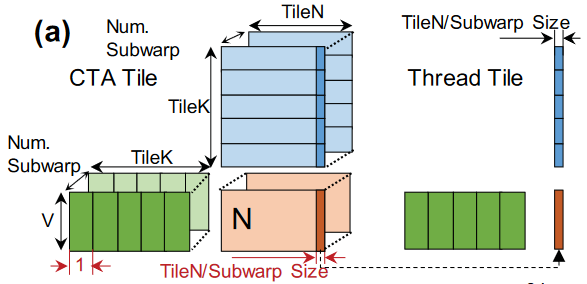 (a)
Num.
Subwarp
TileN
TileN/Subwarp Size
CTA Tile
TileK
Thread Tile
Num.
Subwarp
TileK
V
N
1
TileN/Subwarp Size